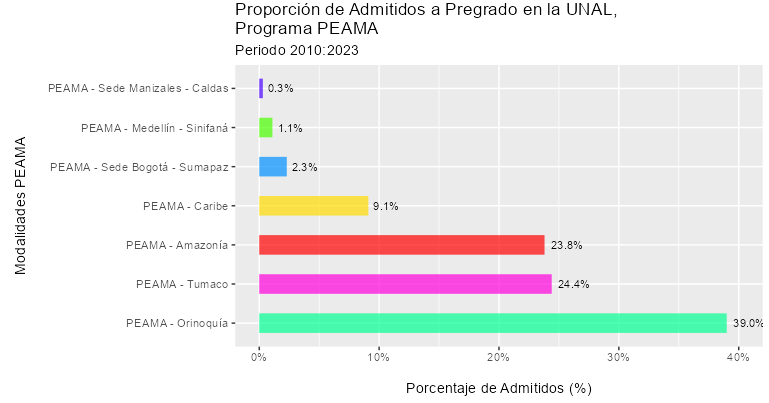 Proporción de Admitidos a Pregrado en la UNAL,
Programa PEAMA
Periodo 2010:2023
Modalidades PEAMA
PEAMA - Sede Manizales - Caldas 0.3%
PEAMA - Medellín - Sinifaná 1.1%
PEAMA - Sede Bogotá - Sumapaz 2.3%
PEAMA - Caribe 9.1%
PEAMA - Amazonía 23.8%
PEAMA - Tumaco 24.4%
PEAMA - Orinoquía 39.0%
0% 10% 20% 30% 40%
Porcentaje de Admitidos (%)